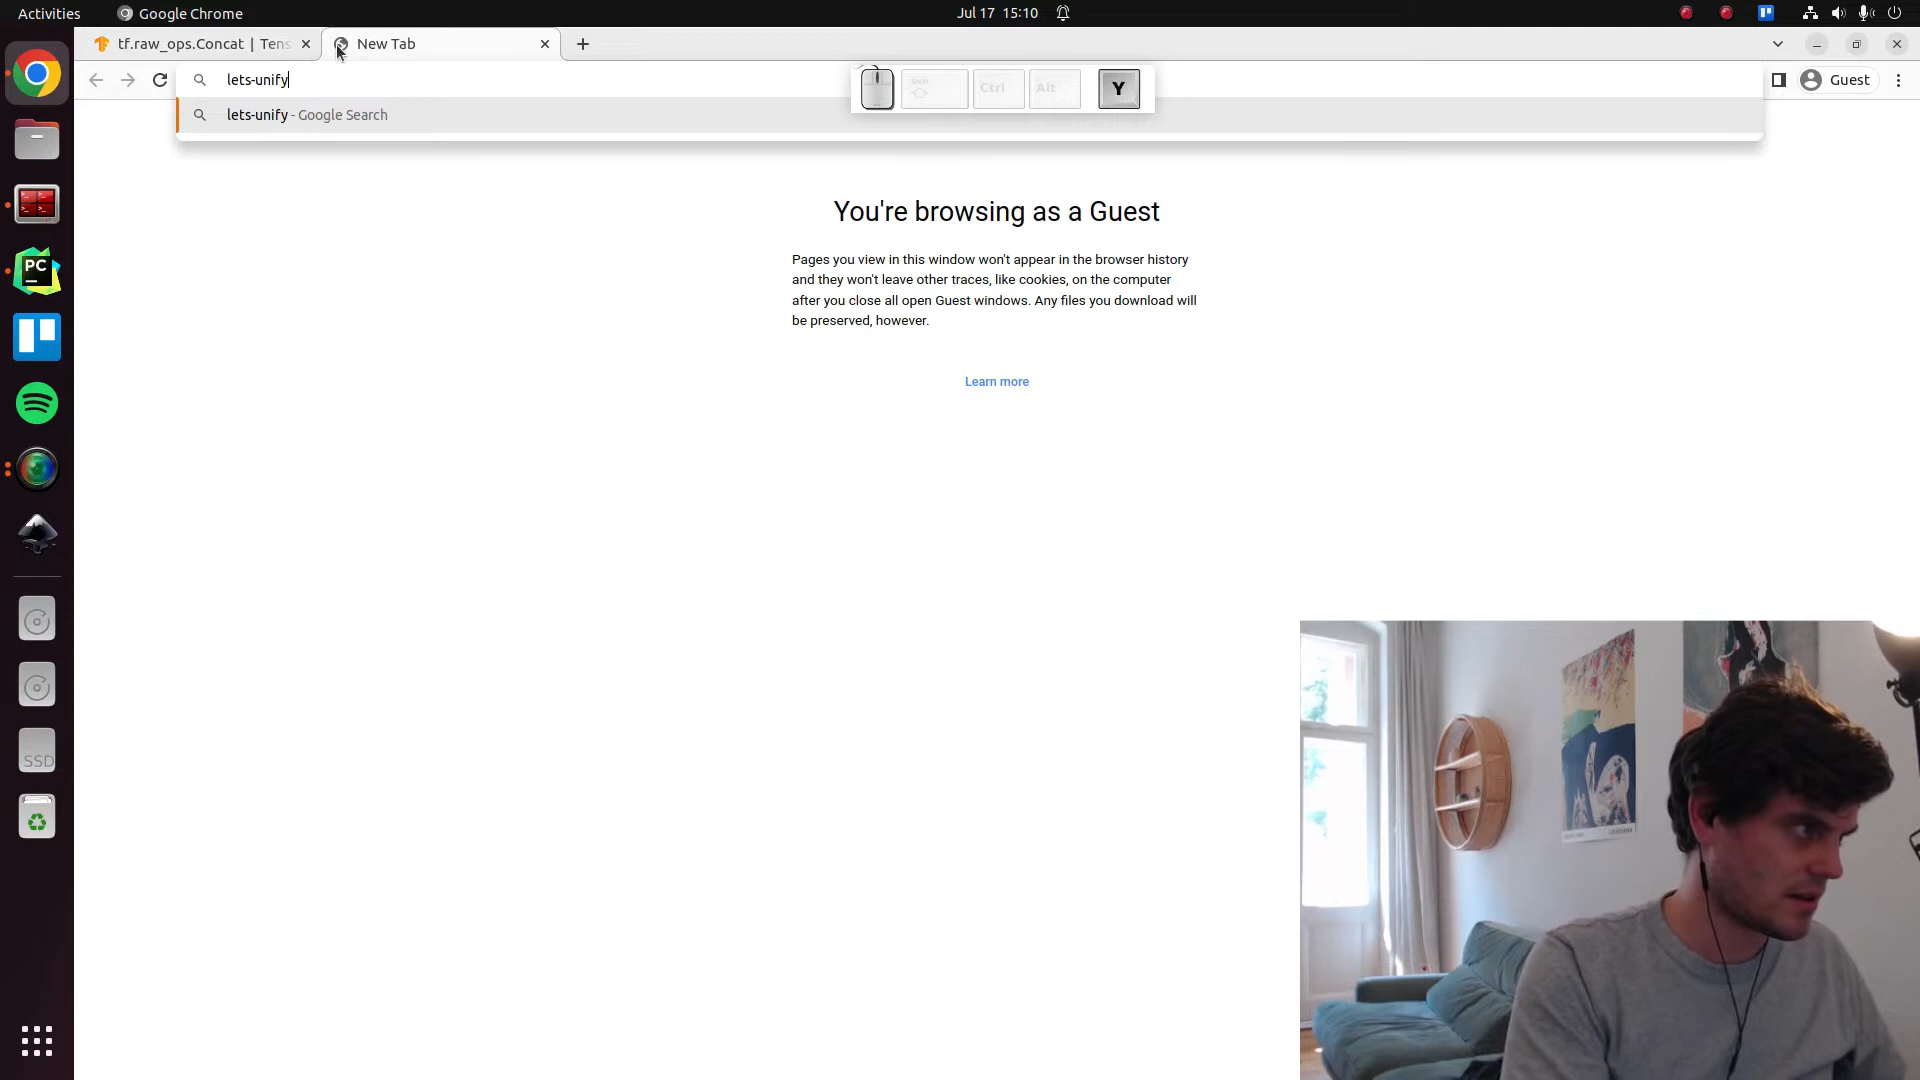 Activities
Google Chrome
Jul 17 15:10
tf.raw_ops.Concat | Tens
New Tab
lets-unify
Shift
Ctrl
Alt
Y
Guest
lets-unify - Google Search
You're browsing as a Guest
Pages you view in this window won't appear in the browser history
and they won't leave other traces, like cookies, on the computer
after you close all open Guest windows. Any files you download will
be preserved, however.
Learn more
PC
SSD